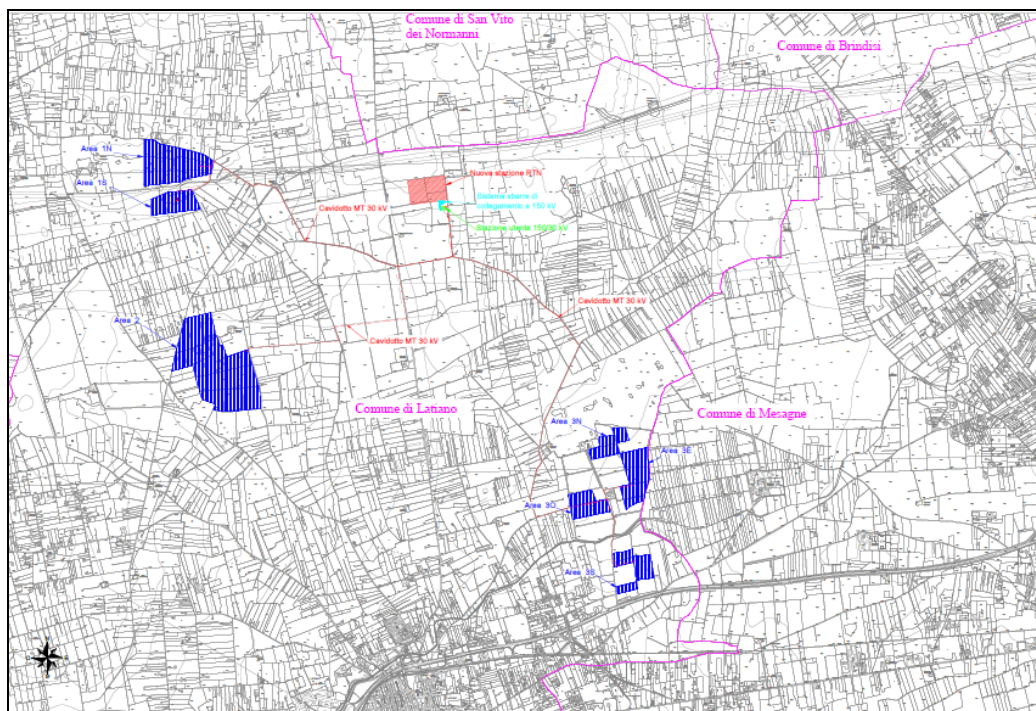 Comune di San Vito
dei Normanni
Comune di Brindisi
Area 1N
Area 1S
Nuova stazione RTN
Sistema sbarre di
collegamento a 150 kV
Stazione utente 150/30 kV
Cavidotto MT 30 kV
Cavidotto MT 30 kV
Area 2
Cavidotto MT 30 kV
Comune di Latiano
Comune di Mesagne
Area 3N
Area 3E
Area 3O
Area 3S